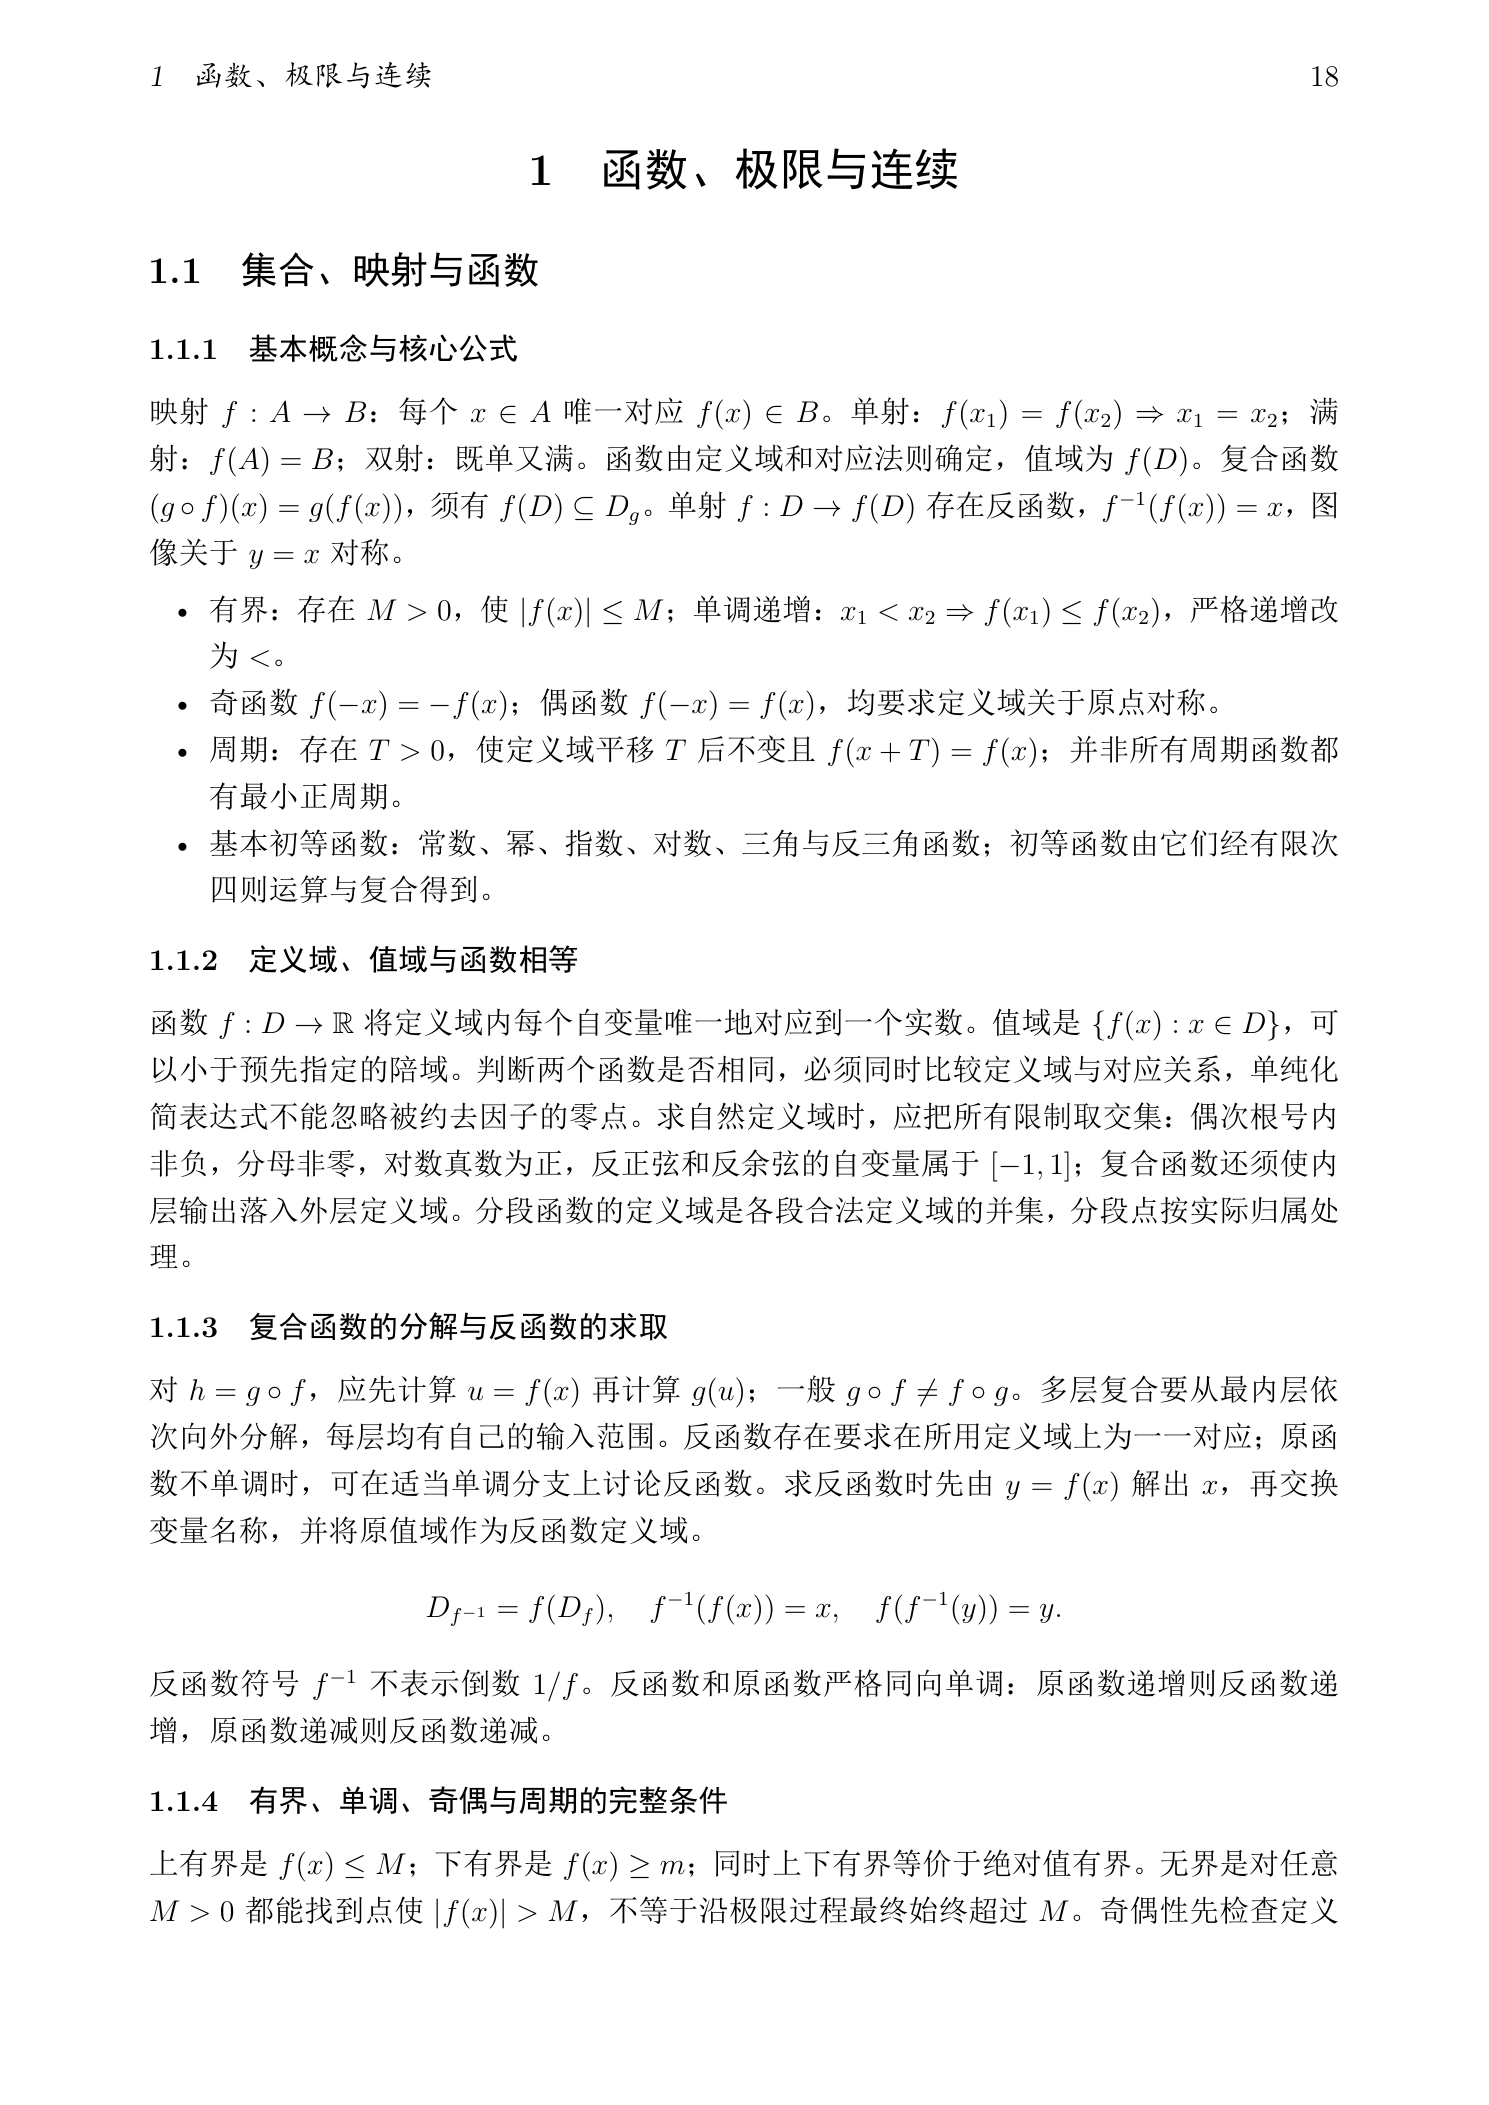 1 函数、极限与连续 18
1 函数、极限与连续
1.1 集合、映射与函数
1.1.1 基本概念与核心公式
映射 f : A → B：每个 x ∈ A 唯一对应 f(x) ∈ B。单射：f(x₁) = f(x₂) ⇒ x₁ = x₂；满
射：f(A) = B；双射：既单又满。函数由定义域和对应法则确定，值域为 f(D)。复合函数
(g ∘ f)(x) = g(f(x))，须有 f(D) ⊆ D_g。单射 f : D → f(D) 存在反函数，f⁻¹(f(x)) = x，图
像关于 y = x 对称。
• 有界：存在 M > 0，使 |f(x)| ≤ M；单调递增：x₁ < x₂ ⇒ f(x₁) ≤ f(x₂)，严格递增改
为 <。
• 奇函数 f(−x) = −f(x)；偶函数 f(−x) = f(x)，均要求定义域关于原点对称。
• 周期：存在 T > 0，使定义域平移 T 后不变且 f(x + T) = f(x)；并非所有周期函数都
有最小正周期。
• 基本初等函数：常数、幂、指数、对数、三角与反三角函数；初等函数由它们经有限次
四则运算与复合得到。
1.1.2 定义域、值域与函数相等
函数 f : D → ℝ 将定义域内每个自变量唯一地对应到一个实数。值域是 {f(x) : x ∈ D}，可
以小于预先指定的陪域。判断两个函数是否相同，必须同时比较定义域与对应关系，单纯化
简表达式不能忽略被约去因子的零点。求自然定义域时，应把所有限制取交集：偶次根号内
非负，分母非零，对数真数为正，反正弦和反余弦的自变量属于 [−1, 1]；复合函数还须使内
层输出落入外层定义域。分段函数的定义域是各段合法定义域的并集，分段点按实际归属处
理。
1.1.3 复合函数的分解与反函数的求取
对 h = g ∘ f，应先计算 u = f(x) 再计算 g(u)；一般 g ∘ f ≠ f ∘ g。多层复合要从最内层依
次向外分解，每层均有自己的输入范围。反函数存在要求在所用定义域上为一一对应；原函
数不单调时，可在适当单调分支上讨论反函数。求反函数时先由 y = f(x) 解出 x，再交换
变量名称，并将原值域作为反函数定义域。
D_{f⁻¹} = f(D_f), f⁻¹(f(x)) = x, f(f⁻¹(y)) = y.
反函数符号 f⁻¹ 不表示倒数 1/f。反函数和原函数严格同向单调：原函数递增则反函数递
增，原函数递减则反函数递减。
1.1.4 有界、单调、奇偶与周期的完整条件
上有界是 f(x) ≤ M；下有界是 f(x) ≥ m；同时上下有界等价于绝对值有界。无界是对任意
M > 0 都能找到点使 |f(x)| > M，不等于沿极限过程最终始终超过 M。奇偶性先检查定义